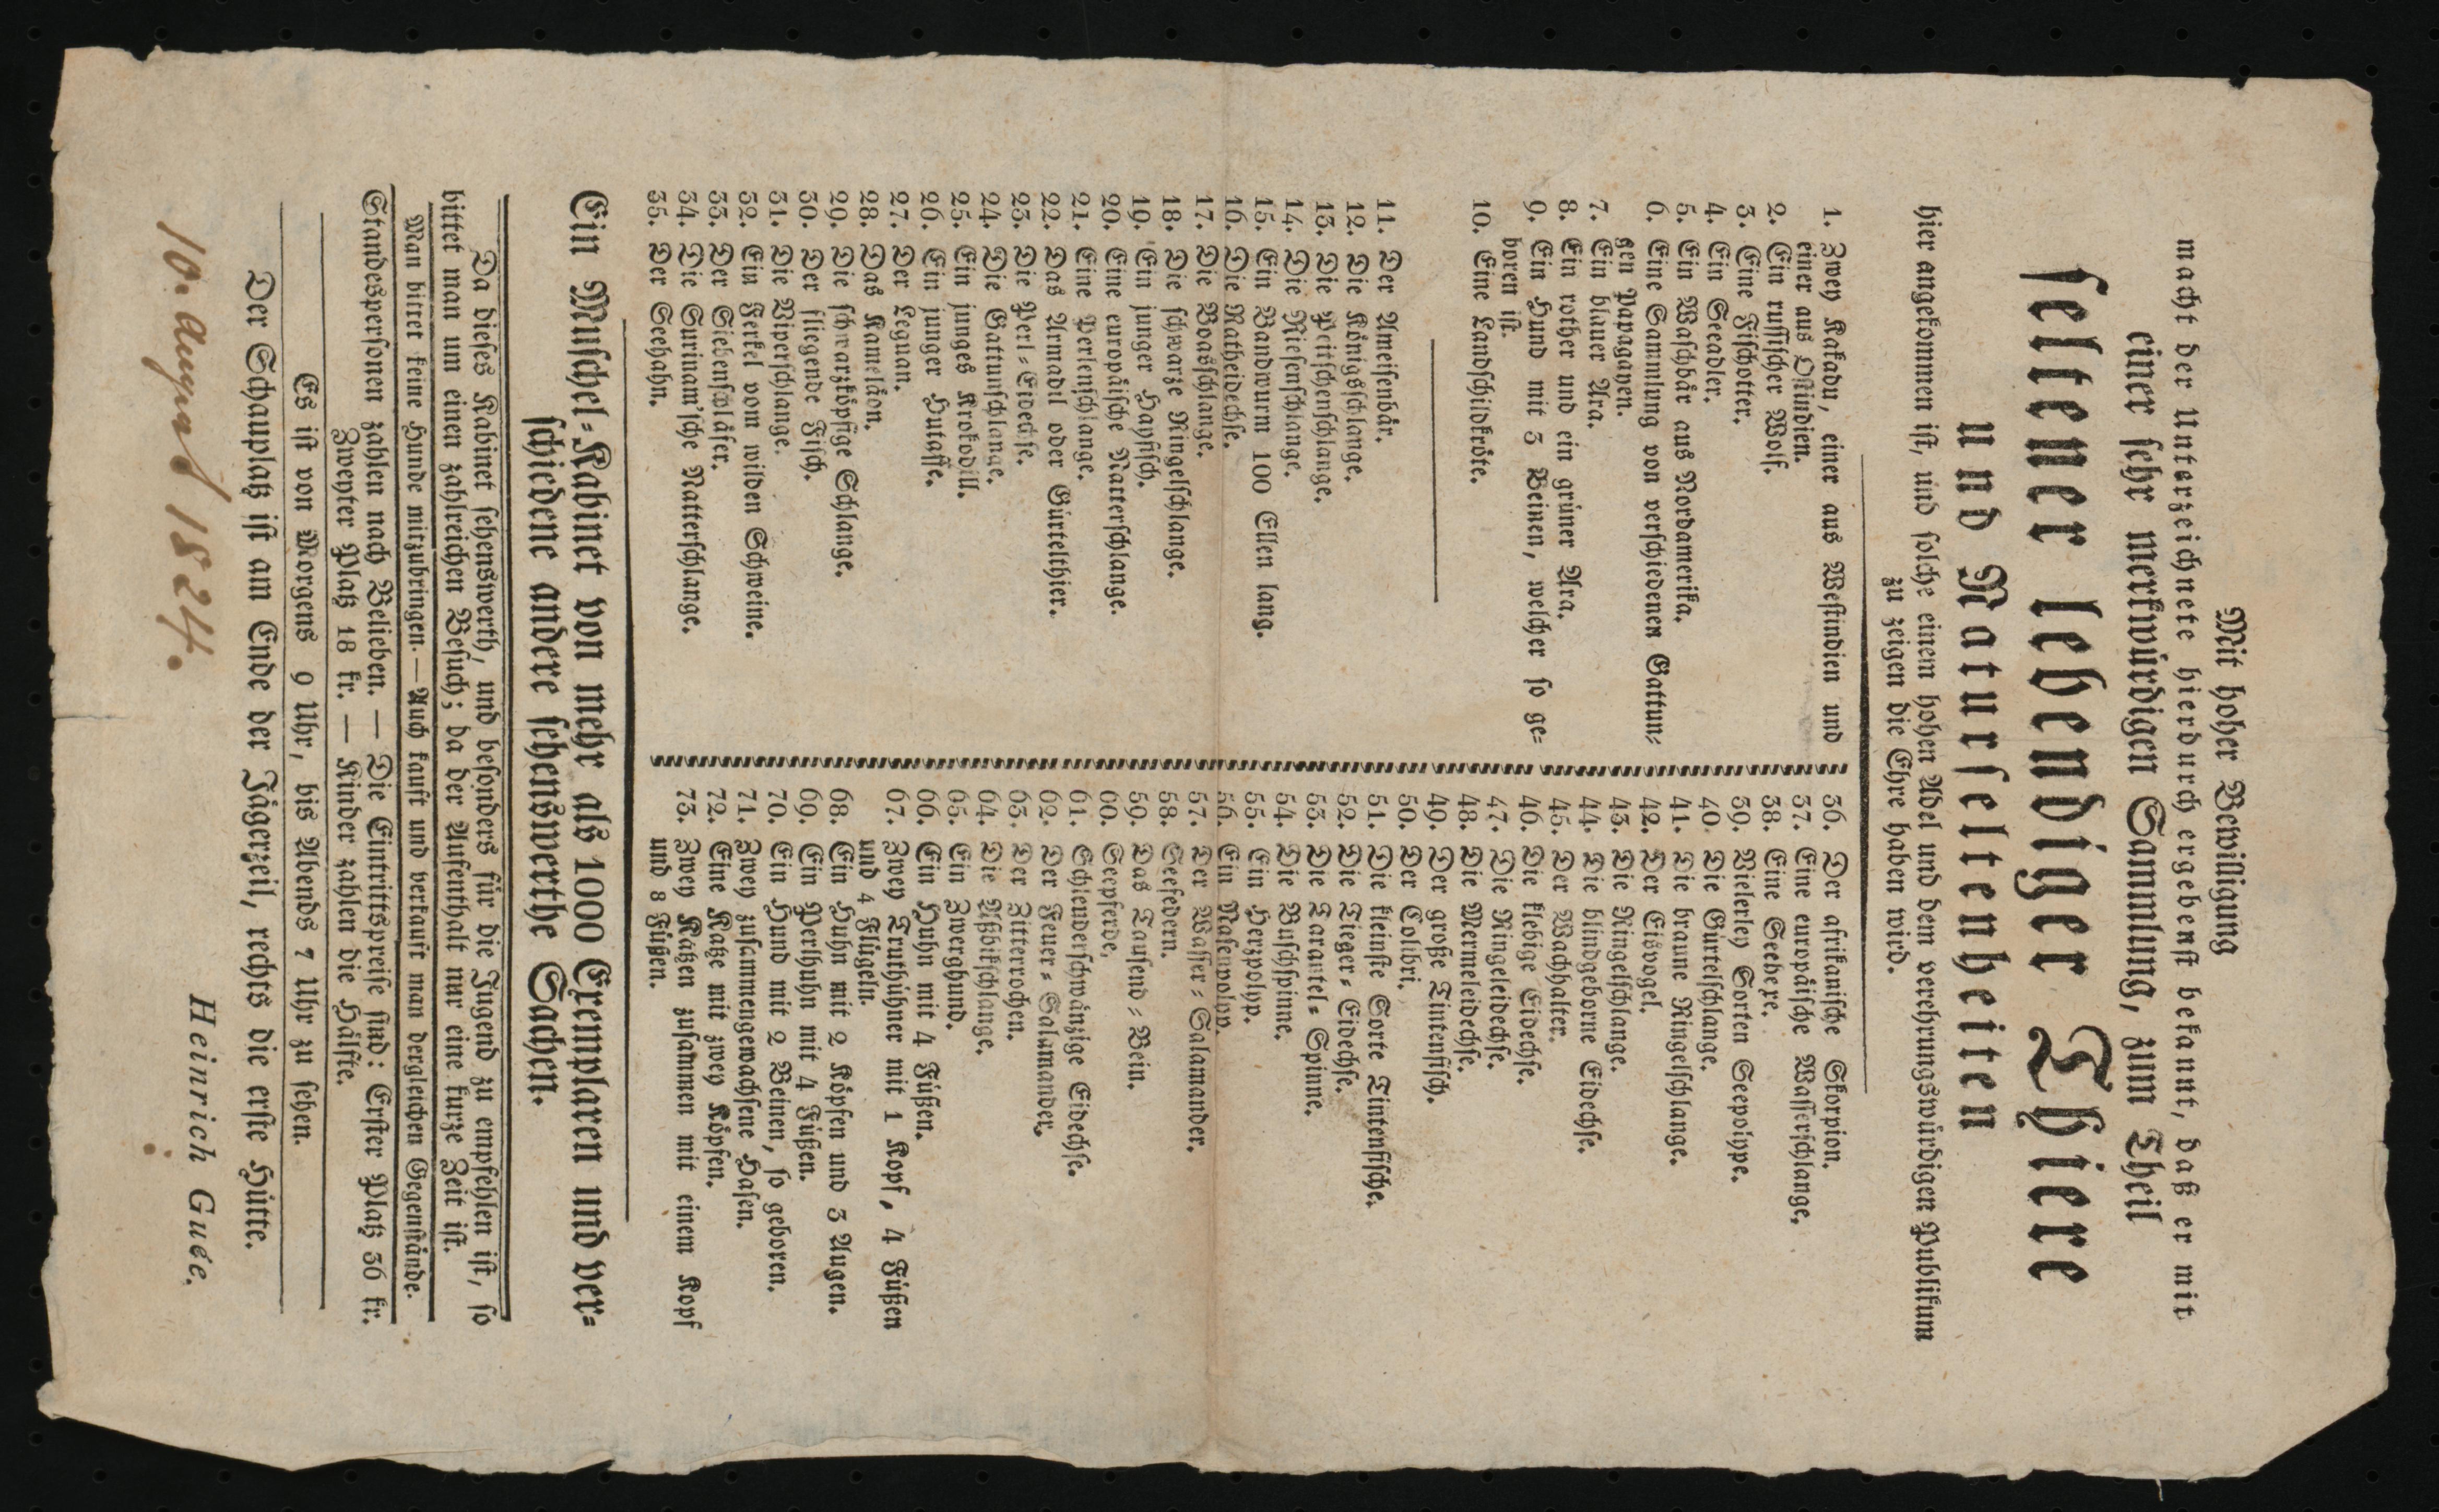 Mit hoher Bewilligung
macht der Unterzeichnete hierdurch ergebenst bekannt, daß er mit
einer sehr merkwürdigen Sammlung, zum Theil
seltener lebendiger Thiere
und Naturseltenheiten
hier angekommen ist, und solche einem hohen Adel und dem verehrungswürdigen Publikum
zu zeigen die Ehre haben wird.
1. Zwey Kakadu, einer aus Westindien und
einer aus Ostindien.
2. Ein russischer Wolf.
3. Eine Fischotter.
4. Ein Seeadler.
5. Ein Waschbär aus Nordamerika.
6. Eine Sammlung von verschiedenen Gattun-
gen Papagayen.
7. Ein blauer Ara.
8. Ein rother und ein grüner Ara.
9. Ein Hund mit 3 Beinen, welcher so ge-
boren ist.
10. Eine Landschildkröte.
11. Der Ameisenbär.
12. Die Königsschlange.
13. Die Peitschenschlange.
14. Die Riesenschlange.
15. Ein Bandwurm 100 Ellen lang.
16. Die Natheidechse.
17. Die Boasschlange.
18. Die schwarze Ringelschlange.
19. Ein junger Hayfisch.
20. Eine europäische Natterschlange.
21. Eine Perlenschlange.
22. Das Armadil oder Gürtelthier.
23. Die Perl-Eidechse.
24. Die Gattunschlange.
25. Ein junges Krokodill.
26. Ein junger Hutaffe.
27. Der Leguan.
28. Das Kameläon.
29. Die schwarzköpfige Schlange.
30. Der fliegende Fisch.
31. Die Viperschlange.
32. Ein Ferkel vom wilden Schweine.
33. Der Siebenschläfer.
34. Die Surinam'sche Natterschlange.
35. Der Seehahn.
36. Der afrikanische Skorpion.
37. Eine europäische Wasserschlange.
38. Eine Seehexe.
39. Vielerley Sorten Seepolype.
40. Die Gürtelschlange.
41. Die braune Ringelschlange.
42. Der Eisvogel.
43. Die Ringelschlange.
44. Die blindgeborne Eidechse.
45. Der Wachhalter.
46. Die klebige Eidechse.
47. Die Ringeleidechse.
48. Die Wermeleidechse.
49. Der große Tintenfisch.
50. Der Colibri.
51. Die kleinste Sorte Tintenfische.
52. Die Tieger-Eidechse.
53. Die Tarantel-Spinne.
54. Die Buschspinne.
55. Ein Herzpolyp.
56. Ein Nasenpolyp.
57. Der Wasser-Salamander.
58. Seefedern.
59. Das Tausend-Bein.
60. Seepferde.
61. Schienderschwänzige Eidechse.
62. Der Feuer-Salamander.
63. Der Zitterrochen.
64. Die Aßbikschlange.
65. Ein Zwerghund.
66. Ein Huhn mit 4 Füßen.
67. Zwey Truthühner mit 1 Kopf, 4 Füßen
und 4 Flügeln.
68. Ein Huhn mit 2 Köpfen und 3 Augen.
69. Ein Perlhuhn mit 4 Füßen.
70. Ein Hund mit 2 Beinen, so geboren.
71. Zwey zusammengewachsene Hasen.
72. Eine Katze mit zwey Köpfen.
73. Zwey Katzen zusammen mit einem Kopf
und 8 Füßen.
Ein Muschel-Kabinet von mehr als 1000 Exemplaren und ver-
schiedene andere sehenswerthe Sachen.
Da dieses Kabinet sehenswerth, und besonders für die Jugend zu empfehlen ist, so
bittet man um einen zahlreichen Besuch; da der Aufenthalt nur eine kurze Zeit ist.
Man bittet keine Hunde mitzubringen. — Auch kauft und verkauft man dergleichen Gegenstände.
Standespersonen zahlen nach Belieben. — Die Eintrittspreise sind: Erster Platz 36 kr.
Zweyter Platz 18 kr. — Kinder zahlen die Hälfte.
Es ist von Morgens 9 Uhr, bis Abends 7 Uhr zu sehen.
Der Schauplatz ist am Ende der Jägerzeil, rechts die erste Hütte.
Heinrich Gué.
10. August 1824.